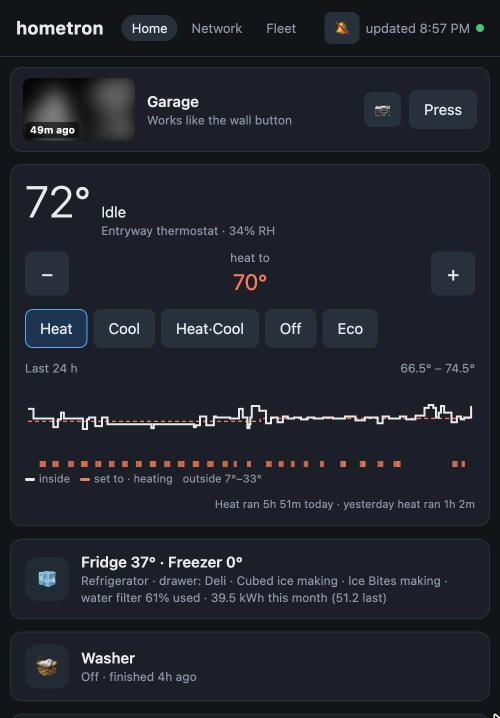 hometron Home Network Fleet updated 8:57 PM
Garage
Works like the wall button
49m ago
Press
72° Idle
Entryway thermostat · 34% RH
heat to
− 70° +
Heat Cool Heat·Cool Off Eco
Last 24 h 66.5° – 74.5°
inside set to · heating outside 7°–33°
Heat ran 5h 51m today · yesterday heat ran 1h 2m
Fridge 37° · Freezer 0°
Refrigerator · drawer: Deli · Cubed ice making · Ice Bites making ·
water filter 61% used · 39.5 kWh this month (51.2 last)
Washer
Off · finished 4h ago